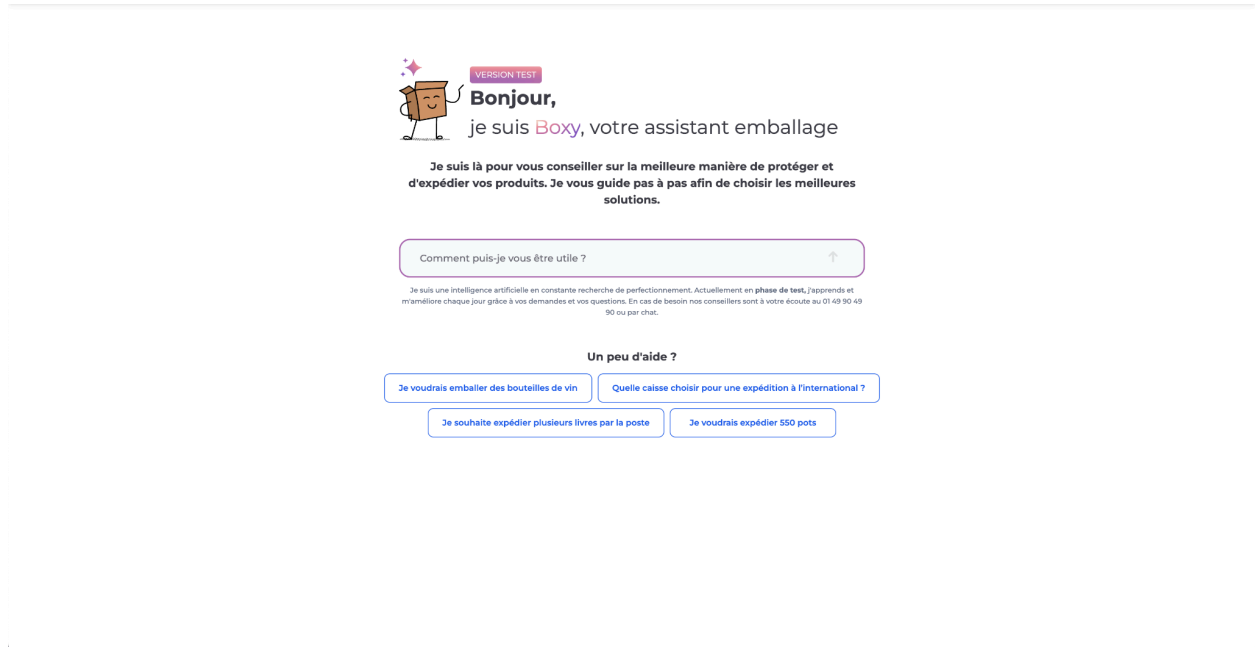 VERSION TEST
Bonjour,
je suis Boxy, votre assistant emballage
Je suis là pour vous conseiller sur la meilleure manière de protéger et
d'expédier vos produits. Je vous guide pas à pas afin de choisir les meilleures
solutions.
Comment puis-je vous être utile ?
Je suis une intelligence artificielle en constante recherche de perfectionnement. Actuellement en phase de test, j'apprends et
m'améliore chaque jour grâce à vos demandes et vos questions. En cas de besoin nos conseillers sont à votre écoute au 01 49 90 49
90 ou par chat.
Un peu d'aide ?
Je voudrais emballer des bouteilles de vin
Quelle caisse choisir pour une expédition à l'international ?
Je souhaite expédier plusieurs livres par la poste
Je voudrais expédier 550 pots